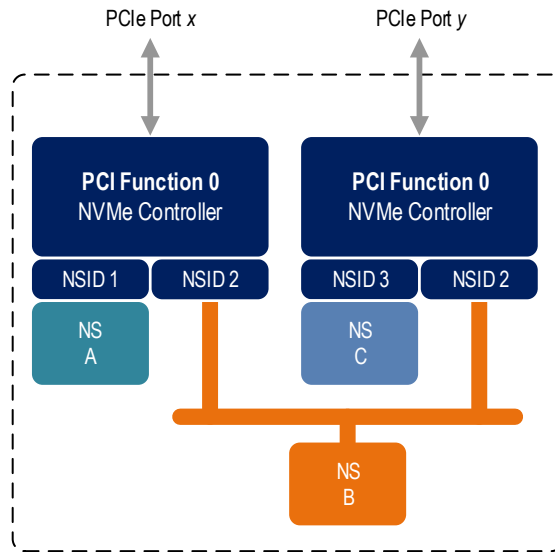 PCIe Port x
PCIe Port y
PCI Function 0
NVMe Controller
PCI Function 0
NVMe Controller
NSID 1
NSID 2
NSID 3
NSID 2
NS
A
NS
C
NS
B